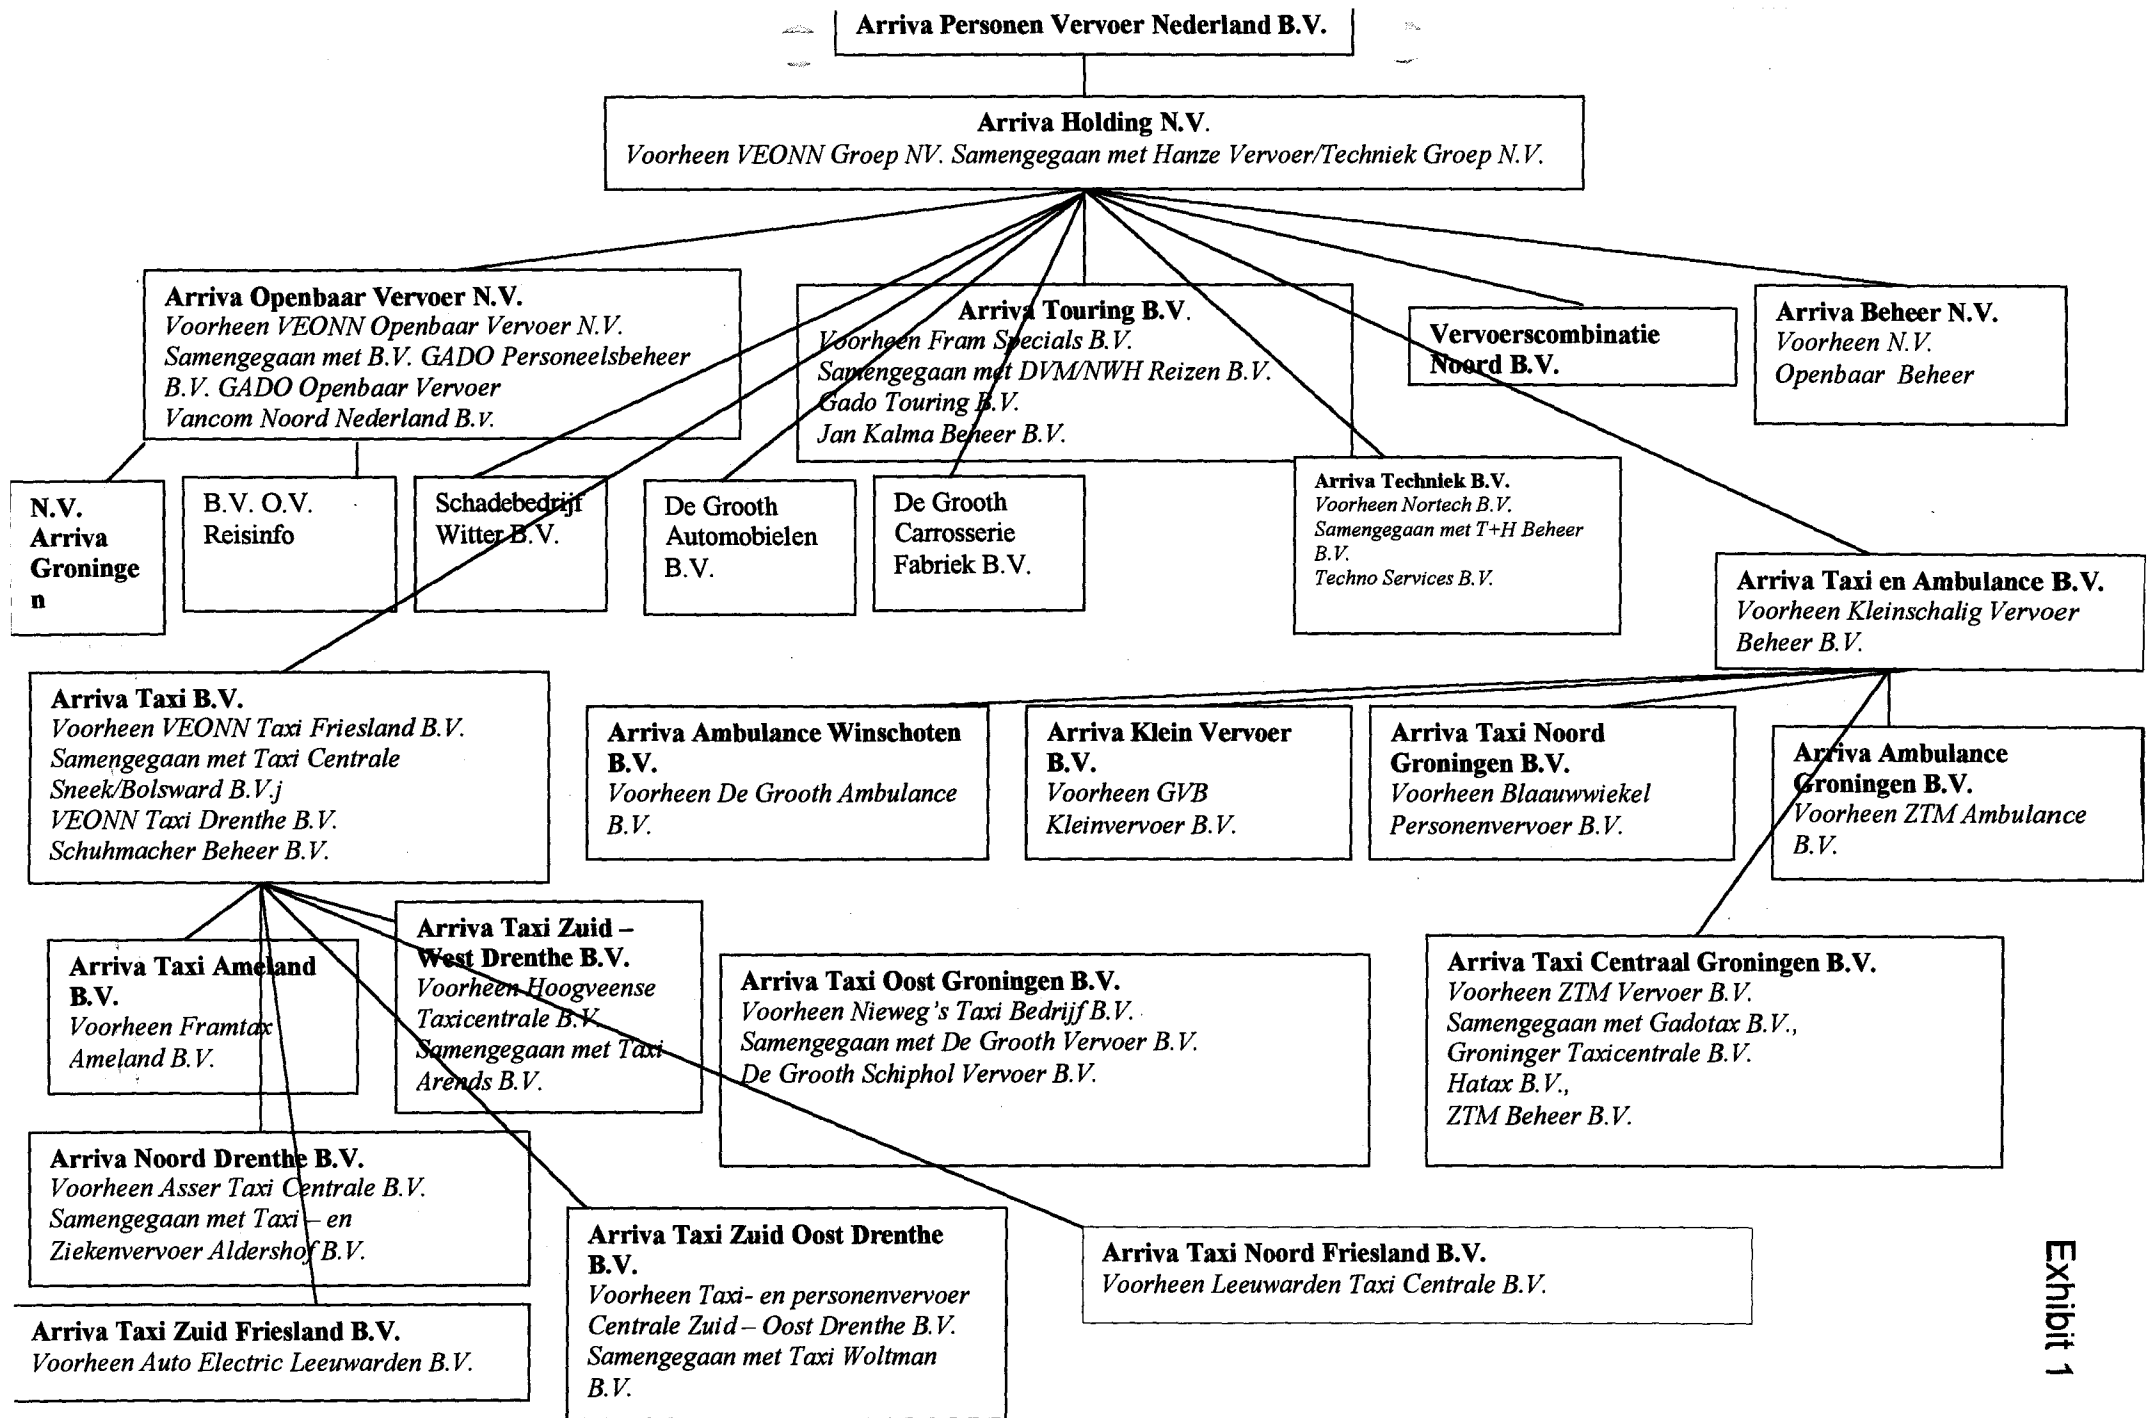 Arriva Personen Vervoer Nederland B.V.
Arriva Holding N.V.
Voorheen VEONN Groep NV. Samengegaan met Hanze Vervoer/Techniek Groep N.V.
Arriva Openbaar Vervoer N.V.
Voorheen VEONN Openbaar Vervoer N.V.
Samengegaan met B.V. GADO Personeelsbeheer
B.V. GADO Openbaar Vervoer
Vancom Noord Nederland B.V.
Arriva Touring B.V.
Voorheen Fram Specials B.V.
Samengegaan met DVM/NWH Reizen B.V.
Gado Touring B.V.
Jan Kalma Beheer B.V.
Vervoerscombinatie
Noord B.V.
Arriva Beheer N.V.
Voorheen N.V.
Openbaar Beheer
N.V.
Arriva
Groninge
n
B.V. O.V.
Reisinfo
Schadebedrijf
Witter B.V.
De Grooth
Automobielen
B.V.
De Grooth
Carrosserie
Fabriek B.V.
Arriva Techniek B.V.
Voorheen Nortech B.V.
Samengegaan met T+H Beheer
B.V.
Techno Services B.V.
Arriva Taxi en Ambulance B.V.
Voorheen Kleinschalig Vervoer
Beheer B.V.
Arriva Taxi B.V.
Voorheen VEONN Taxi Friesland B.V.
Samengegaan met Taxi Centrale
Sneek/Bolsward B.V.j
VEONN Taxi Drenthe B.V.
Schuhmacher Beheer B.V.
Arriva Ambulance Winschoten
B.V.
Voorheen De Grooth Ambulance
B.V.
Arriva Klein Vervoer
B.V.
Voorheen GVB
Kleinvervoer B.V.
Arriva Taxi Noord
Groningen B.V.
Voorheen Blaauwwiekel
Personenvervoer B.V.
Arriva Ambulance
Groningen B.V.
Voorheen ZTM Ambulance
B.V.
Arriva Taxi Ameland
B.V.
Voorheen Framtax
Ameland B.V.
Arriva Taxi Zuid –
West Drenthe B.V.
Voorheen Hoogveense
Taxicentrale B.V.
Samengegaan met Taxi
Arends B.V.
Arriva Taxi Oost Groningen B.V.
Voorheen Nieweg's Taxi Bedrijf B.V.
Samengegaan met De Grooth Vervoer B.V.
De Grooth Schiphol Vervoer B.V.
Arriva Taxi Centraal Groningen B.V.
Voorheen ZTM Vervoer B.V.
Samengegaan met Gadotax B.V.,
Groninger Taxicentrale B.V.
Hatax B.V.,
ZTM Beheer B.V.
Arriva Noord Drenthe B.V.
Voorheen Asser Taxi Centrale B.V.
Samengegaan met Taxi – en
Ziekenvervoer Aldershof B.V.
Arriva Taxi Zuid Oost Drenthe
B.V.
Voorheen Taxi- en personenvervoer
Centrale Zuid – Oost Drenthe B.V.
Samengegaan met Taxi Woltman
B.V.
Arriva Taxi Noord Friesland B.V.
Voorheen Leeuwarden Taxi Centrale B.V.
Arriva Taxi Zuid Friesland B.V.
Voorheen Auto Electric Leeuwarden B.V.
Exhibit 1